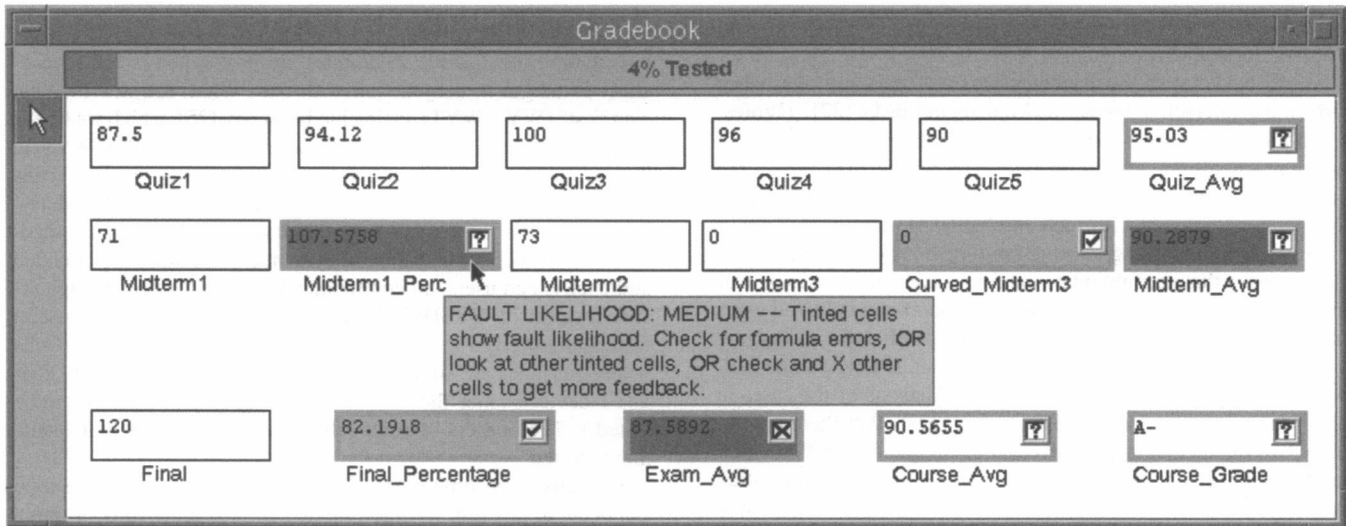 Gradebook
4% Tested
87.5 94.12 100 96 90 95.03 ?
Quiz1 Quiz2 Quiz3 Quiz4 Quiz5 Quiz_Avg
71 107.5758 ? 73 0 0 90.2879 ?
Midterm1 Midterm1_Perc Midterm2 Midterm3 Curved_Midterm3 Midterm_Avg
FAULT LIKELIHOOD: MEDIUM -- Tinted cells
show fault likelihood. Check for formula errors, OR
look at other tinted cells, OR check and X other
cells to get more feedback.
120 82.1918 87.5892 90.5655 ? A- ?
Final Final_Percentage Exam_Avg Course_Avg Course_Grade